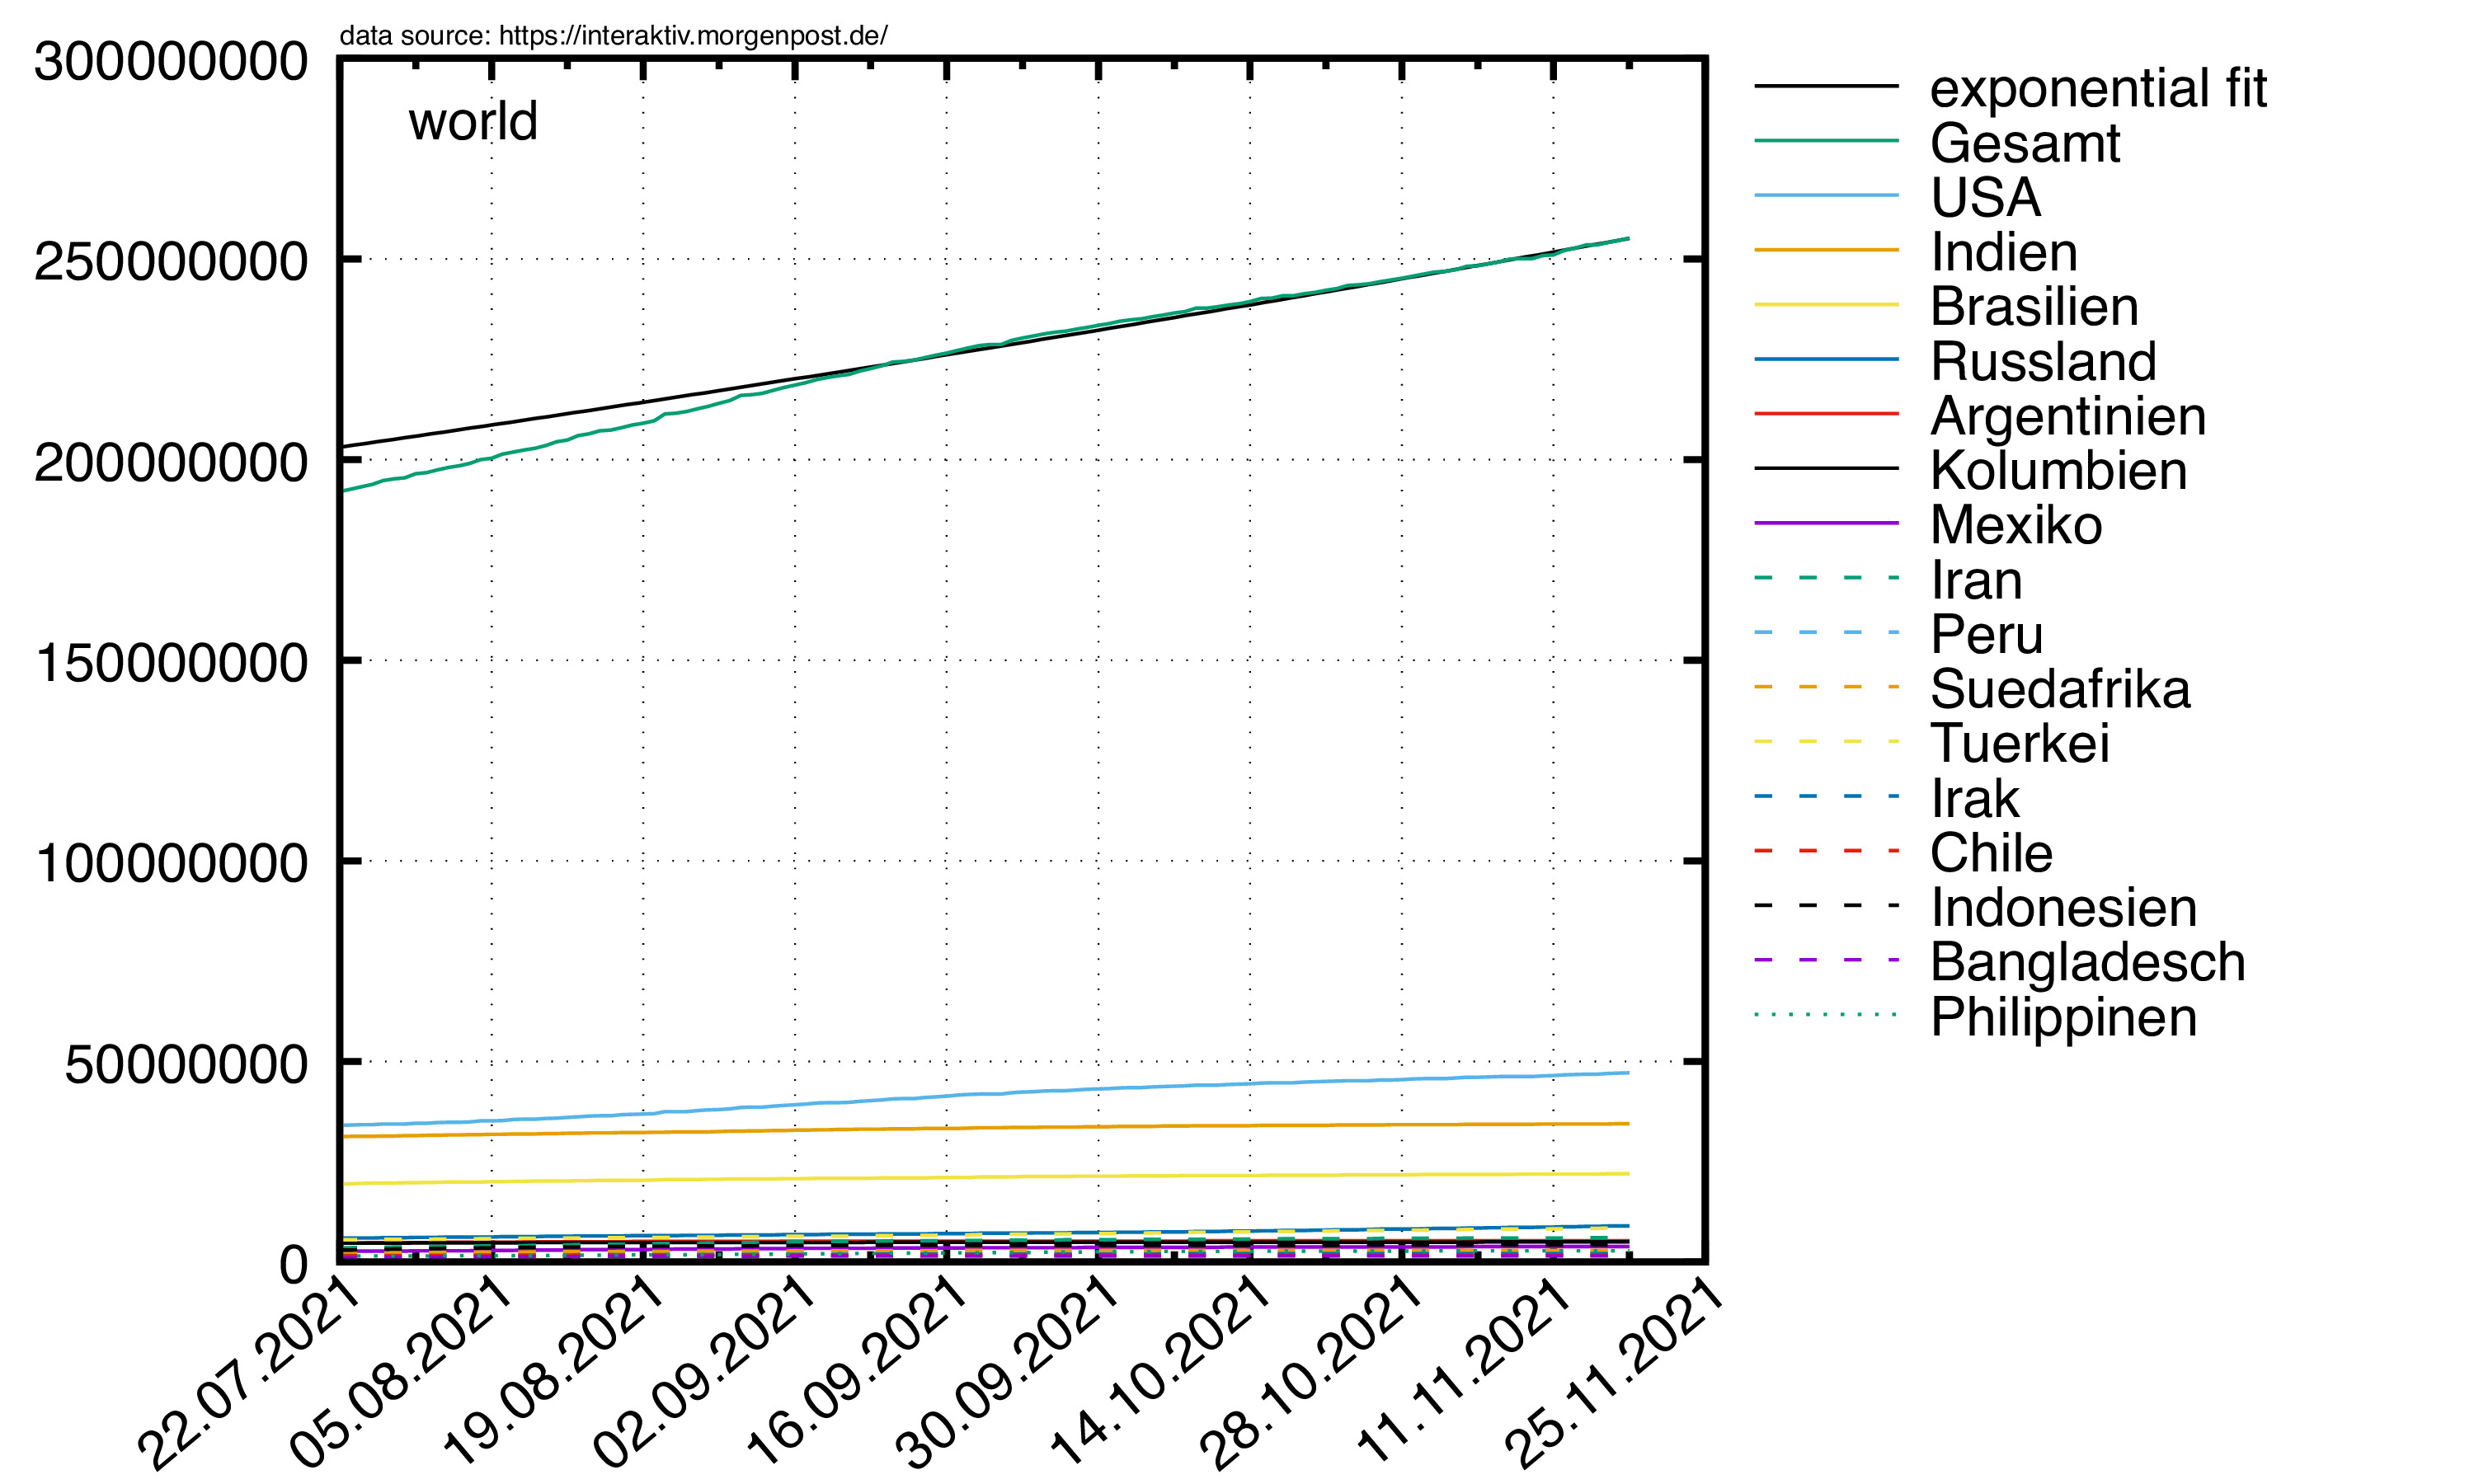 data source: https://interaktiv.morgenpost.de/
300000000
250000000
200000000
150000000
100000000
50000000
0
world
22.07.2021
05.08.2021
19.08.2021
02.09.2021
16.09.2021
30.09.2021
14.10.2021
28.10.2021
11.11.2021
25.11.2021
exponential fit
Gesamt
USA
Indien
Brasilien
Russland
Argentinien
Kolumbien
Mexiko
Iran
Peru
Suedafrika
Tuerkei
Irak
Chile
Indonesien
Bangladesch
Philippinen